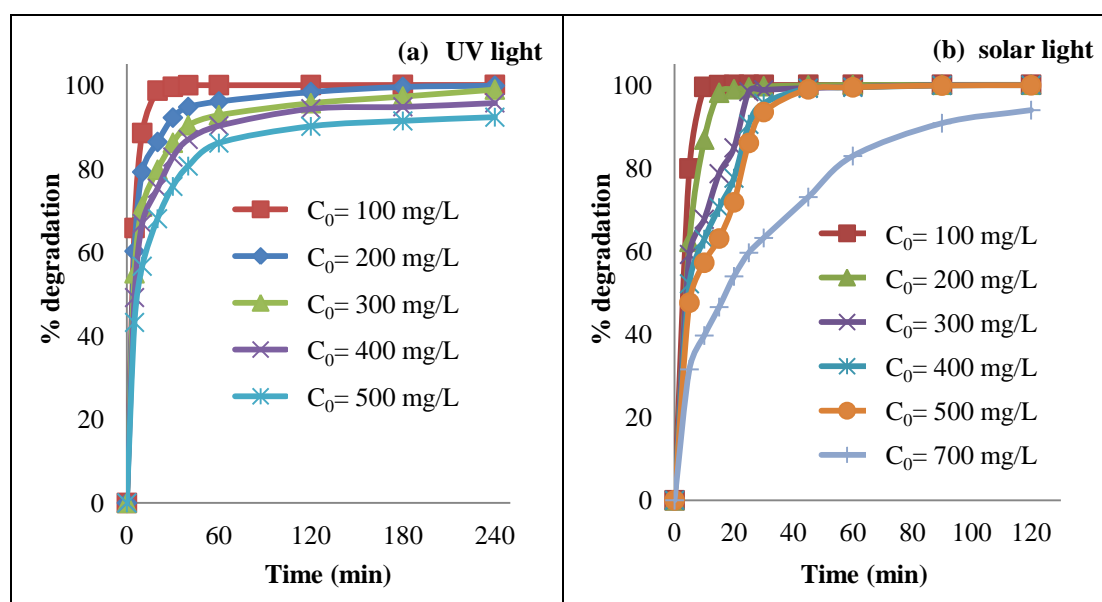 (a) UV light
% degradation
100
80
60
40
20
0
C₀= 100 mg/L
C₀= 200 mg/L
C₀= 300 mg/L
C₀= 400 mg/L
C₀= 500 mg/L
0 60 120 180 240
Time (min)
(b) solar light
% degradation
100
80
60
40
20
0
C₀= 100 mg/L
C₀= 200 mg/L
C₀= 300 mg/L
C₀= 400 mg/L
C₀= 500 mg/L
C₀= 700 mg/L
0 20 40 60 80 100 120
Time (min)